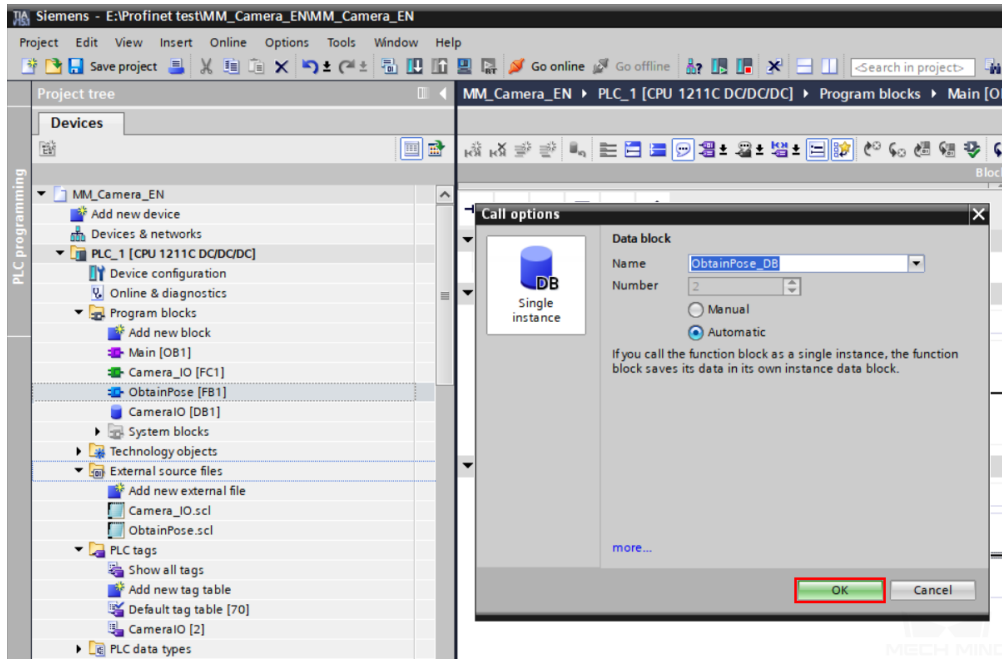 Siemens - E:\Profinet test\MM_Camera_EN\MM_Camera_EN
Project Edit View Insert Online Options Tools Window Help
Save project Go online Go offline <Search in project>
Project tree
MM_Camera_EN PLC_1 [CPU 1211C DC/DC/DC] Program blocks Main [O
Devices
Bloc
PLC programming
MM_Camera_EN
Add new device
Devices & networks
PLC_1 [CPU 1211C DC/DC/DC]
Device configuration
Online & diagnostics
Program blocks
Add new block
Main [OB1]
Camera_IO [FC1]
ObtainPose [FB1]
CameraIO [DB1]
System blocks
Technology objects
External source files
Add new external file
Camera_IO.scl
ObtainPose.scl
PLC tags
Show all tags
Add new tag table
Default tag table [70]
CameraIO [2]
PLC data types
Call options
DB
Single
instance
Data block
Name ObtainPose_DB
Number 2
Manual
Automatic
If you call the function block as a single instance, the function
block saves its data in its own instance data block.
more...
OK Cancel
MECH MIND